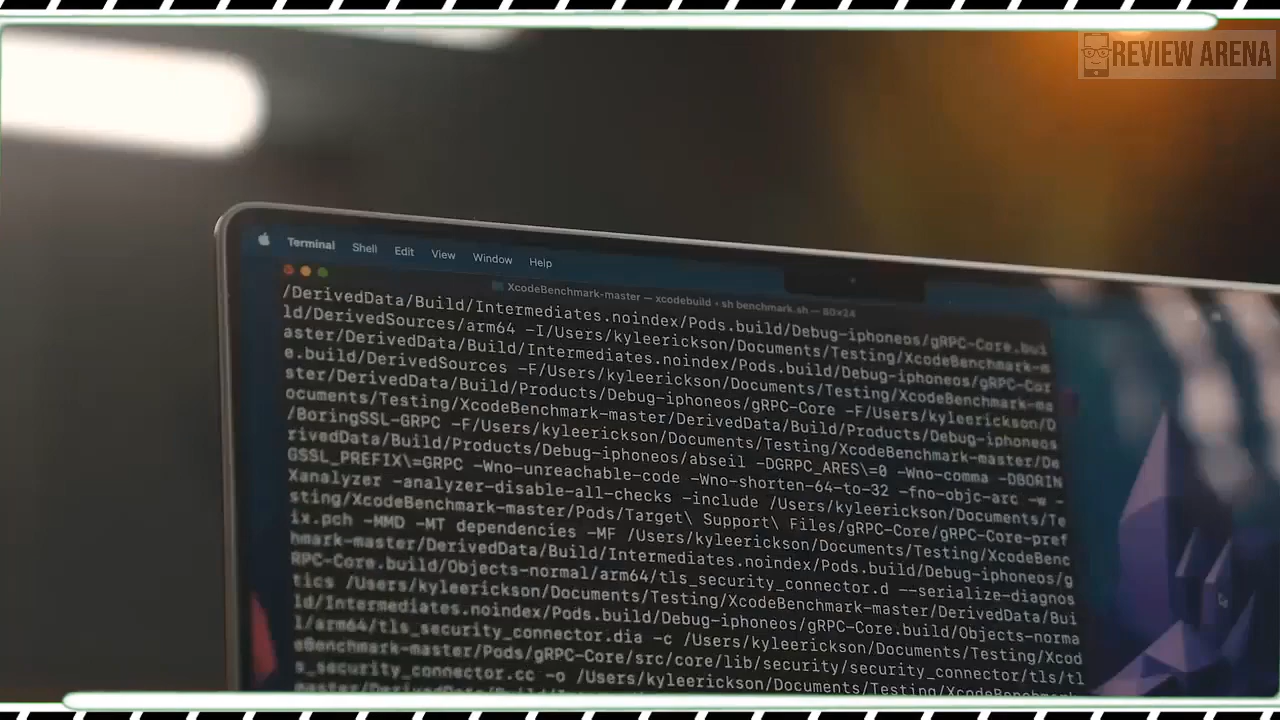 REVIEW ARENA
Terminal Shell Edit View Window Help
XcodeBenchmark-master — xcodebuild • sh benchmark.sh — 80×24
/DerivedData/Build/Intermediates.noindex/Pods.build/Debug-iphoneos/gRPC-Core.bui
ld/DerivedSources/arm64 -I/Users/kyleerickson/Documents/Testing/XcodeBenchmark-m
aster/DerivedData/Build/Intermediates.noindex/Pods.build/Debug-iphoneos/gRPC-Cor
e.build/DerivedSources -F/Users/kyleerickson/Documents/Testing/XcodeBenchmark-ma
ster/DerivedData/Build/Products/Debug-iphoneos/gRPC-Core -F/Users/kyleerickson/D
ocuments/Testing/XcodeBenchmark-master/DerivedData/Build/Products/Debug-iphoneos
/BoringSSL-GRPC -F/Users/kyleerickson/Documents/Testing/XcodeBenchmark-master/De
rivedData/Build/Products/Debug-iphoneos/abseil -DGRPC_ARES\=0 -Wno-comma -DBORIN
GSSL_PREFIX\=GRPC -Wno-unreachable-code -Wno-shorten-64-to-32 -fno-objc-arc -w -
Xanalyzer -analyzer-disable-all-checks -include /Users/kyleerickson/Documents/Te
sting/XcodeBenchmark-master/Pods/Target\ Support\ Files/gRPC-Core/gRPC-Core-pref
ix.pch -MMD -MT dependencies -MF /Users/kyleerickson/Documents/Testing/XcodeBenc
hmark-master/DerivedData/Build/Intermediates.noindex/Pods.build/Debug-iphoneos/g
RPC-Core.build/Objects-normal/arm64/tls_security_connector.d --serialize-diagnos
tics /Users/kyleerickson/Documents/Testing/XcodeBenchmark-master/DerivedData/Bui
ld/Intermediates.noindex/Pods.build/Debug-iphoneos/gRPC-Core.build/Objects-norma
l/arm64/tls_security_connector.dia -c /Users/kyleerickson/Documents/Testing/Xcod
eBenchmark-master/Pods/gRPC-Core/src/core/lib/security/security_connector/tls/tl
s_security_connector.cc -o /Users/kyleerickson/Documents/Testing/XcodeBenchmark-